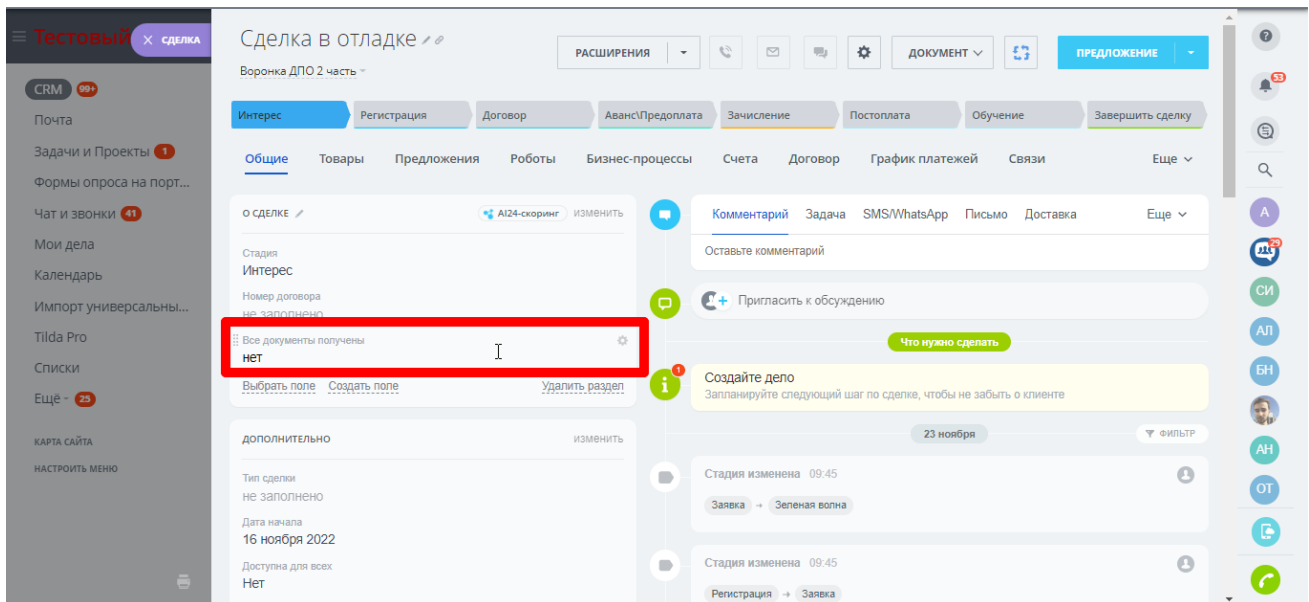 Тестовый
СДЕЛКА
CRM 99+
Почта
Задачи и Проекты 1
Формы опроса на порт...
Чат и звонки 41
Мои дела
Календарь
Импорт универсальны...
Tilda Pro
Списки
Ещё - 25
КАРТА САЙТА
НАСТРОИТЬ МЕНЮ
Сделка в отладке
Воронка ДПО 2 часть
РАСШИРЕНИЯ
ДОКУМЕНТ
ПРЕДЛОЖЕНИЕ
Интерес Регистрация Договор Аванс\Предоплата Зачисление Постоплата Обучение Завершить сделку
Общие Товары Предложения Роботы Бизнес-процессы Счета Договор График платежей Связи Еще
О СДЕЛКЕ AI24-скоринг ИЗМЕНИТЬ
Стадия
Интерес
Номер договора
не заполнено
Все документы получены
нет
Выбрать поле Создать поле Удалить раздел
ДОПОЛНИТЕЛЬНО ИЗМЕНИТЬ
Тип сделки
не заполнено
Дата начала
16 ноября 2022
Доступна для всех
Нет
Комментарий Задача SMS/WhatsApp Письмо Доставка Еще
Оставьте комментарий
Пригласить к обсуждению
Что нужно сделать
1
Создайте дело
Запланируйте следующий шаг по сделке, чтобы не забыть о клиенте
23 ноября ФИЛЬТР
Стадия изменена 09:45
Заявка → Зеленая волна
Стадия изменена 09:45
Регистрация → Заявка
?
53
А
29
СИ
АЛ
БН
АН
ОТ